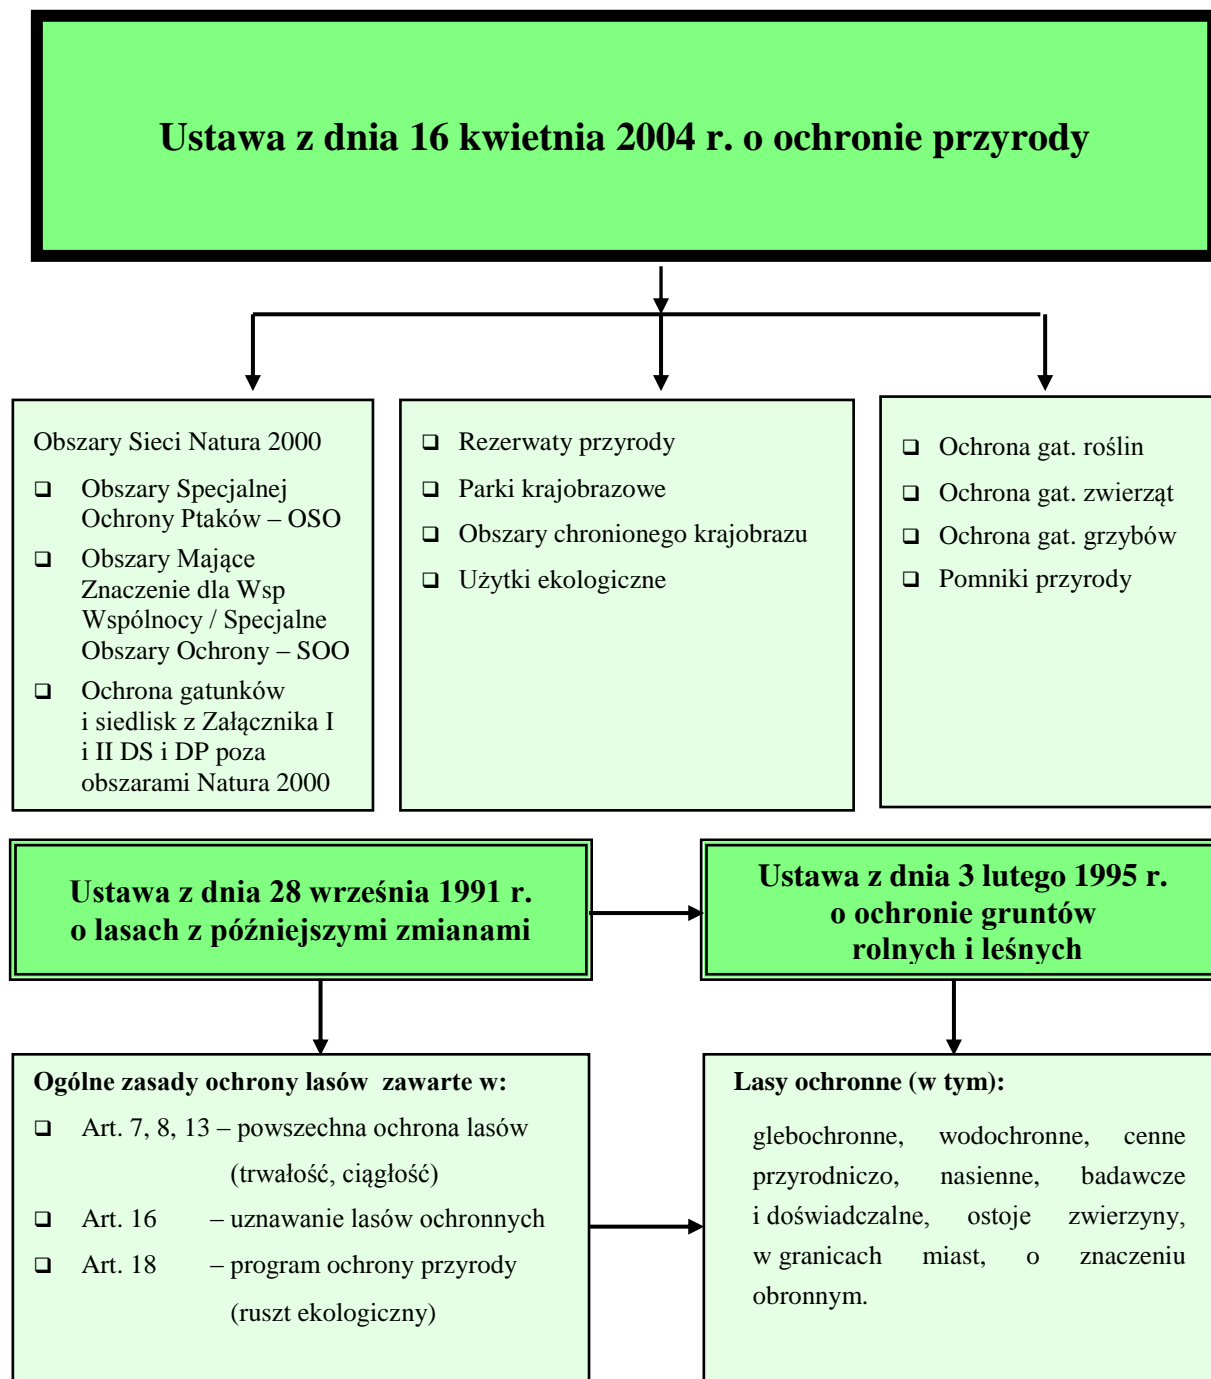 Ustawa z dnia 16 kwietnia 2004 r. o ochronie przyrody
Obszary Sieci Natura 2000
❑ Obszary Specjalnej
Ochrony Ptaków – OSO
❑ Obszary Mające
Znaczenie dla Wsp
Wspólnocy / Specjalne
Obszary Ochrony – SOO
❑ Ochrona gatunków
i siedlisk z Załącznika I
i II DS i DP poza
obszarami Natura 2000
❑ Rezerwaty przyrody
❑ Parki krajobrazowe
❑ Obszary chronionego krajobrazu
❑ Użytki ekologiczne
❑ Ochrona gat. roślin
❑ Ochrona gat. zwierząt
❑ Ochrona gat. grzybów
❑ Pomniki przyrody
Ustawa z dnia 28 września 1991 r.
o lasach z późniejszymi zmianami
Ustawa z dnia 3 lutego 1995 r.
o ochronie gruntów
rolnych i leśnych
Ogólne zasady ochrony lasów zawarte w:
❑ Art. 7, 8, 13 – powszechna ochrona lasów
(trwałość, ciągłość)
❑ Art. 16 – uznawanie lasów ochronnych
❑ Art. 18 – program ochrony przyrody
(ruszt ekologiczny)
Lasy ochronne (w tym):
glebochronne, wodochronne, cenne
przyrodniczo, nasienne, badawcze
i doświadczalne, ostoje zwierzyny,
w granicach miast, o znaczeniu
obronnym.